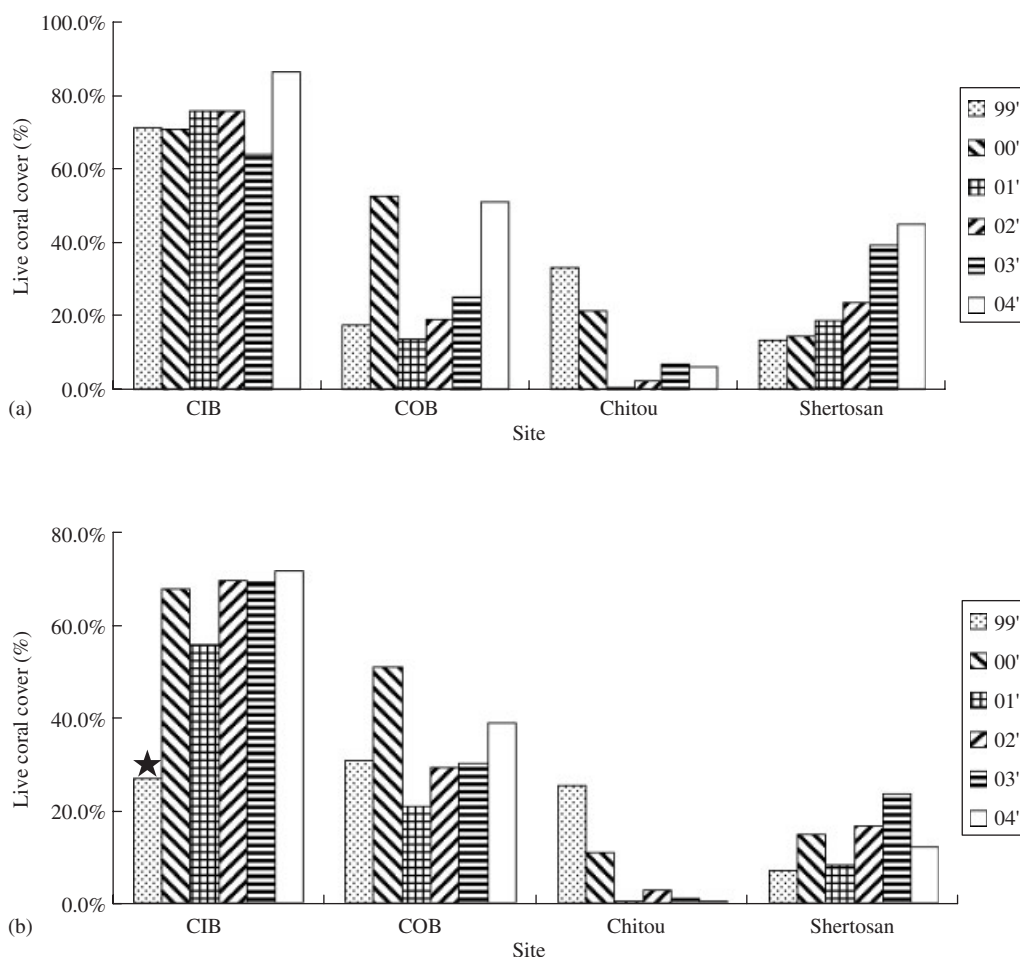 100.0%
80.0%
60.0%
40.0%
20.0%
0.0%
Live coral cover (%)
CIB COB Chitou Shertosan
Site
(a)
99'
00'
01'
02'
03'
04'
80.0%
60.0%
40.0%
20.0%
0.0%
Live coral cover (%)
CIB COB Chitou Shertosan
Site
(b)
99'
00'
01'
02'
03'
04'